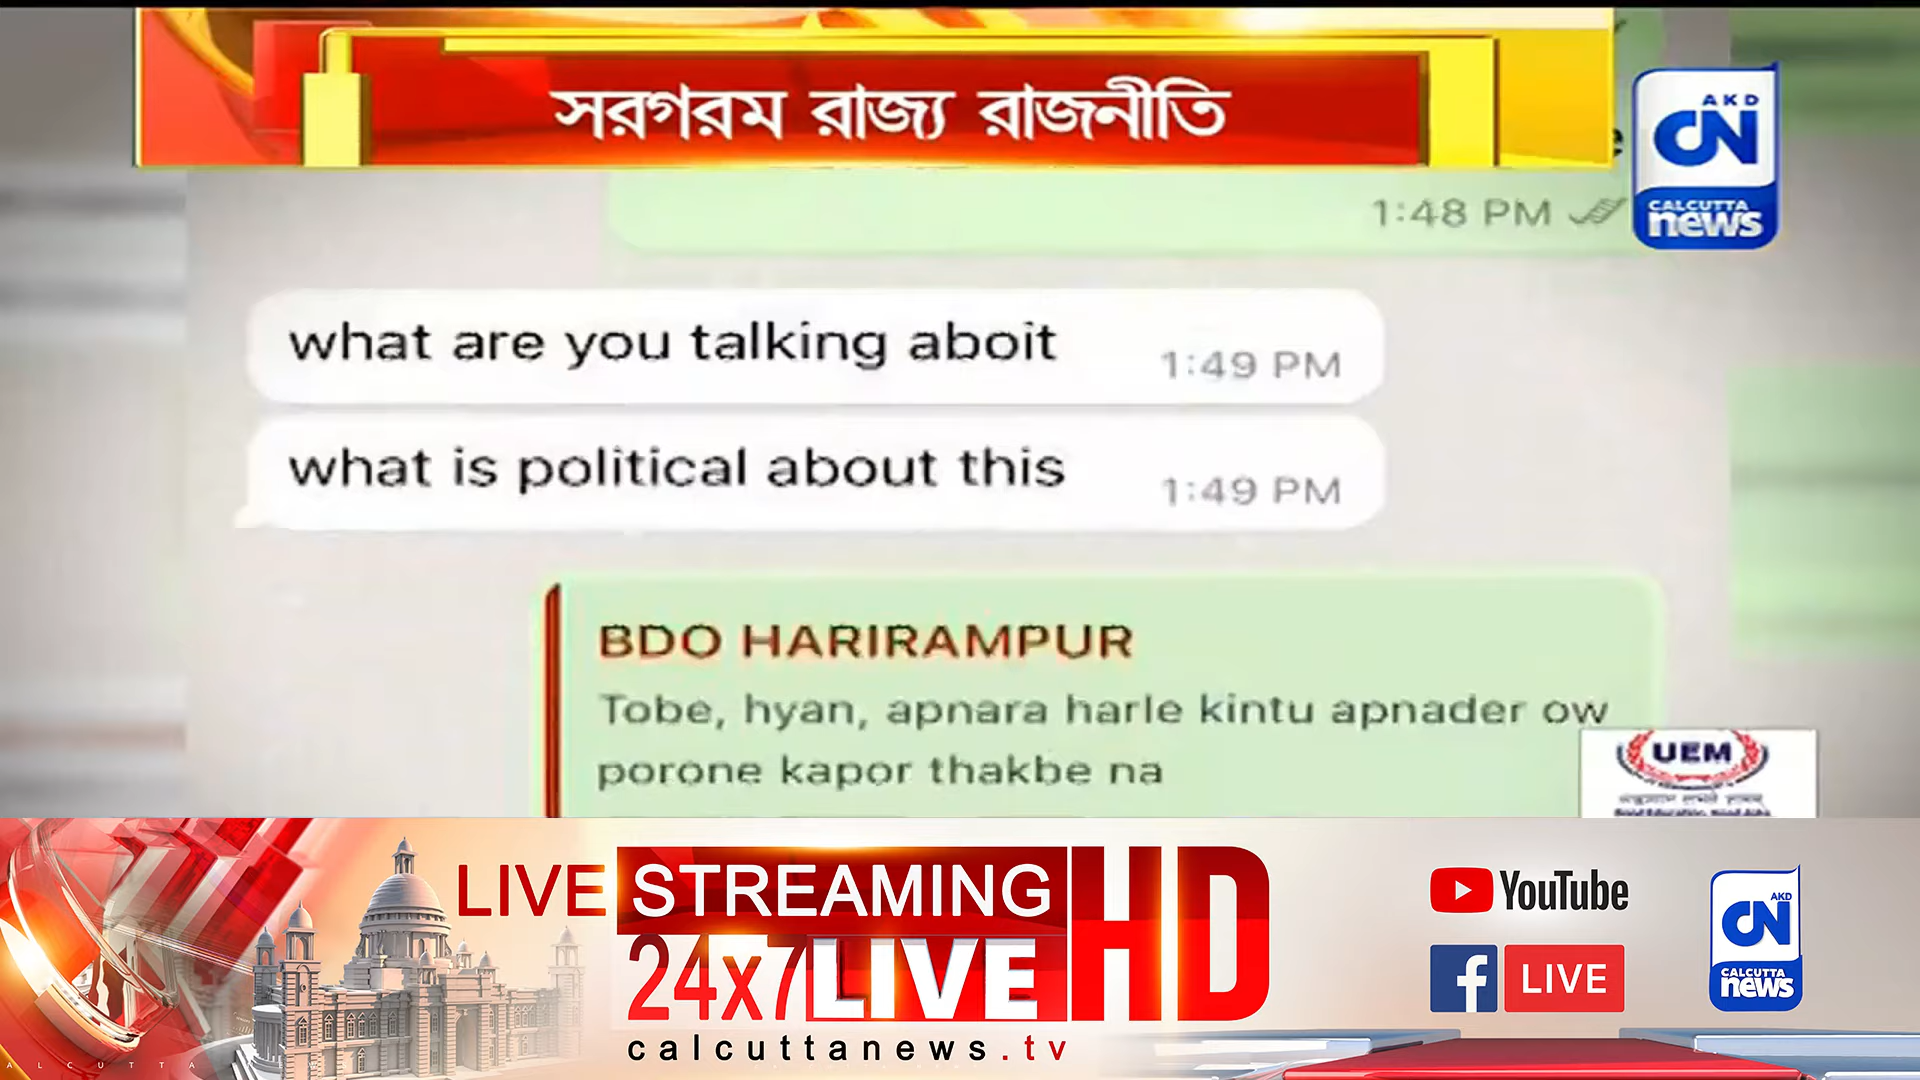 সরগরম রাজ্য রাজনীতি
AKD
CN
CALCUTTA
news
1:48 PM
what are you talking aboit
1:49 PM
what is political about this
1:49 PM
BDO HARIRAMPUR
Tobe, hyan, apnara harle kintu apnader ow
porone kapor thakbe na
UEM
LIVE STREAMING HD
24x7 LIVE
calcuttanews.tv
YouTube
f LIVE
AKD
CN
CALCUTTA
news